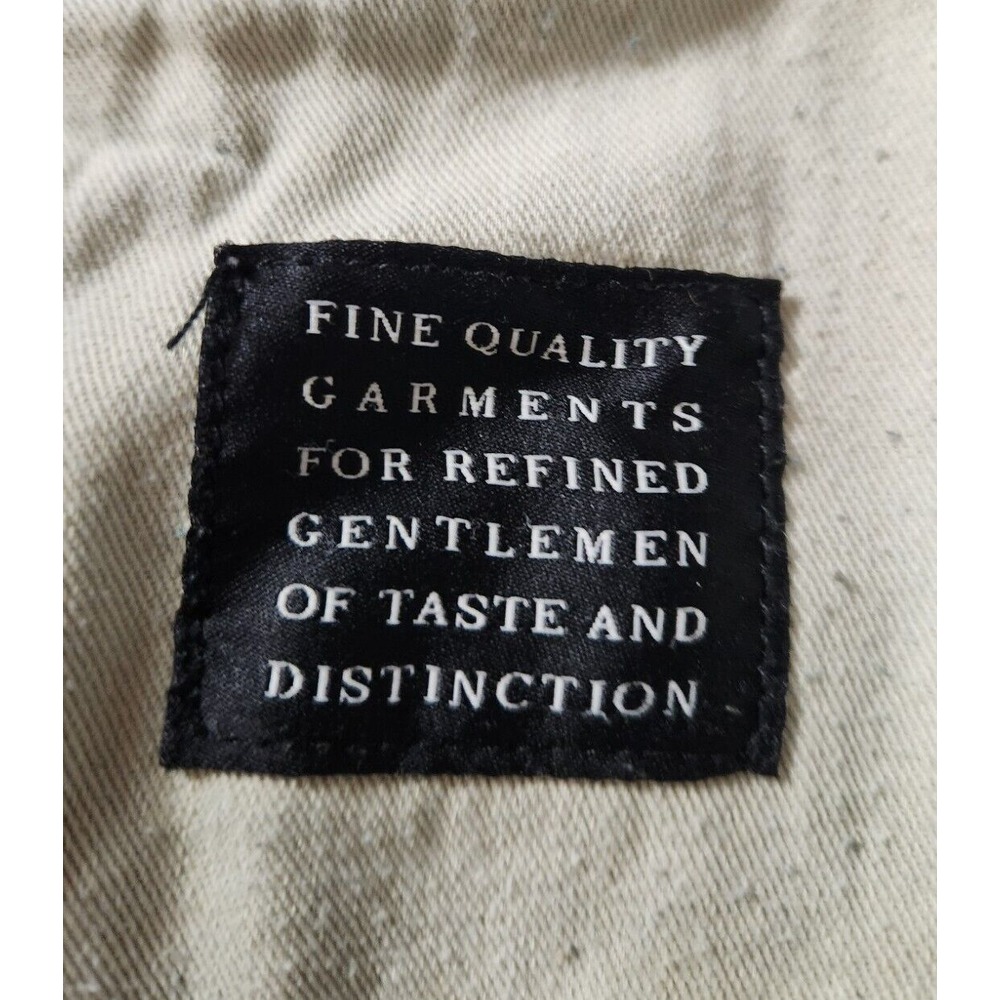 FINE QUALITY
GARMENTS
FOR REFINED
GENTLEMEN
OF TASTE AND
DISTINCTION